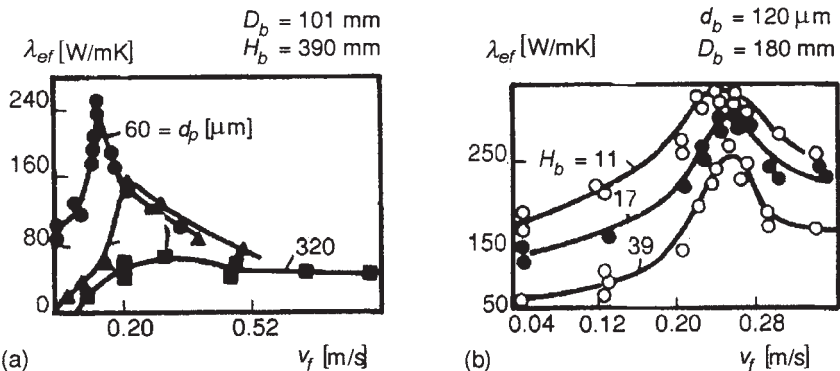 D_b = 101 mm
H_b = 390 mm
λ_ef [W/mK]
240
160
80
0
60 = d_p [μm]
320
0.20 0.52
(a) v_f [m/s]
d_b = 120 μm
D_b = 180 mm
λ_ef [W/mK]
250
150
50
H_b = 11
17
39
0.04 0.12 0.20 0.28
(b) v_f [m/s]